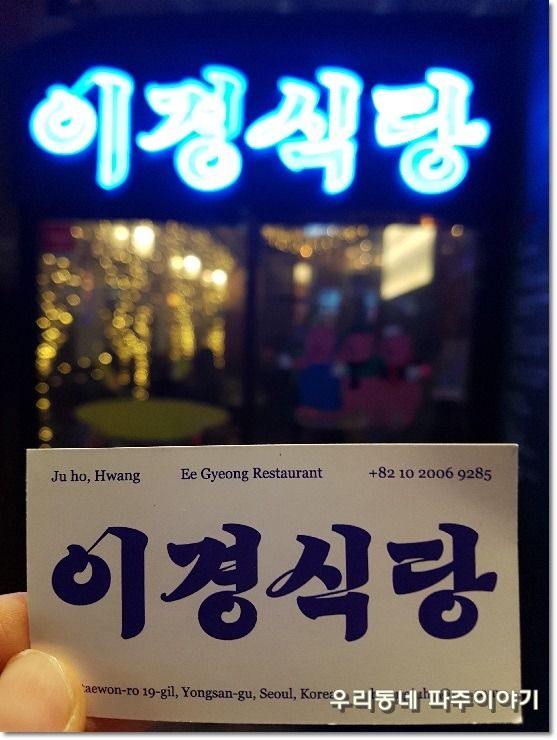 이경식당
Ju ho, Hwang Ee Gyeong Restaurant +82 10 2006 9285
이경식당
taewon-ro 19-gil, Yongsan-gu, Seoul, Korea
우리동네 파주이야기